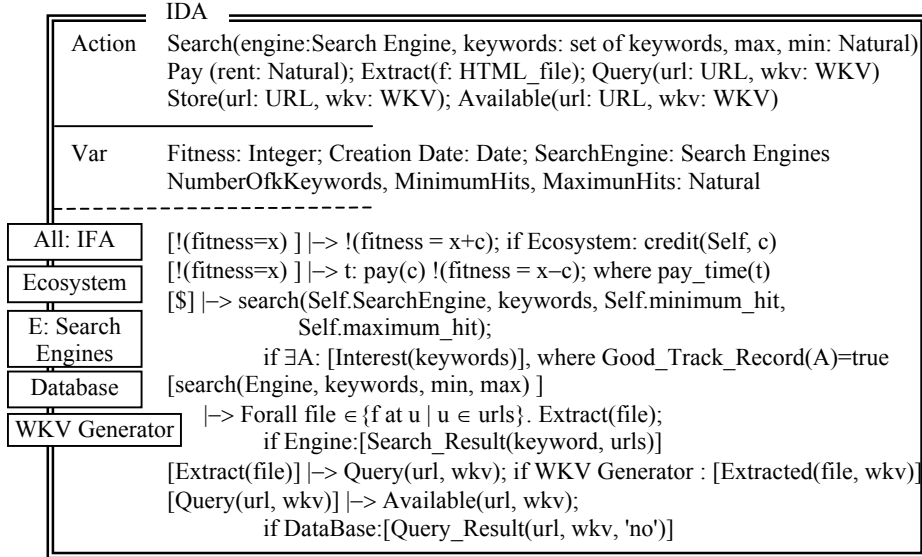 IDA
Action Search(engine:Search Engine, keywords: set of keywords, max, min: Natural)
Pay (rent: Natural); Extract(f: HTML_file); Query(url: URL, wkv: WKV)
Store(url: URL, wkv: WKV); Available(url: URL, wkv: WKV)
Var Fitness: Integer; Creation Date: Date; SearchEngine: Search Engines
NumberOfkKeywords, MinimumHits, MaximunHits: Natural
All: IFA
Ecosystem
E: Search
Engines
Database
WKV Generator
[!(fitness=x) ] |–> !(fitness = x+c); if Ecosystem: credit(Self, c)
[!(fitness=x) ] |–> t: pay(c) !(fitness = x–c); where pay_time(t)
[$] |–> search(Self.SearchEngine, keywords, Self.minimum_hit,
Self.maximum_hit);
if ∃A: [Interest(keywords)], where Good_Track_Record(A)=true
[search(Engine, keywords, min, max) ]
|–> Forall file ∈{f at u | u ∈ urls}. Extract(file);
if Engine:[Search_Result(keyword, urls)]
[Extract(file)] |–> Query(url, wkv); if WKV Generator : [Extracted(file, wkv)]
[Query(url, wkv)] |–> Available(url, wkv);
if DataBase:[Query_Result(url, wkv, 'no')]